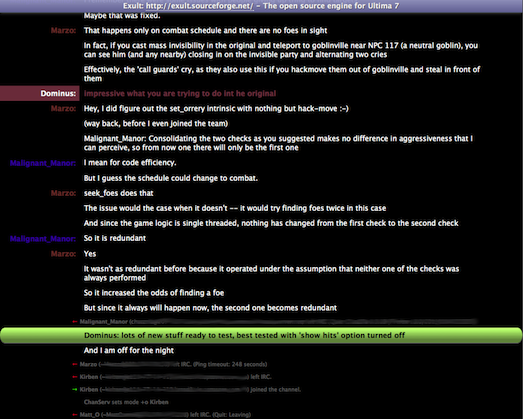 Exult: http://exult.sourceforge.net/ - The open source engine for Ultima 7
Maybe that was fixed.
Marzo: That happens only on combat schedule and there are no foes in sight
In fact, if you cast mass invisibility in the original and teleport to goblinville near NPC 117 (a neutral goblin), you
can see him (and any nearby) closing in on the invisible party and alternating two cries
Effectively, the 'call guards' cry, as they also use this if you hackmove them out of goblinville and steal in front of
them
Dominus: impressive what you are trying to do int he original
Marzo: Hey, I did figure out the set_orrery intrinsic with nothing but hack-move :-)
(way back, before I even joined the team)
Malignant_Manor: Consolidating the two checks as you suggested makes no difference in aggressiveness that I
can perceive, so from now one there will only be the first one
Malignant_Manor: I mean for code efficiency.
But I guess the schedule could change to combat.
Marzo: seek_foes does that
The issue would be the case when it doesn't -- it would try finding foes twice in this case
And since the game logic is single threaded, nothing has changed from the first check to the second check
Malignant_Manor: So it is redundant
Marzo: Yes
It wasn't as redundant before because it operated under the assumption that neither one of the checks was
always performed
So it increased the odds of finding a foe
But since it always will happen now, the second one becomes redundant
← Malignant_Manor
Dominus: lots of new stuff ready to test, best tested with 'show hits' option turned off
And I am off for the night
← Marzo (~ left IRC. (Ping timeout: 248 seconds)
← Kirben (~ left IRC.
→ Kirben (~ joined the channel.
ChanServ sets mode +o Kirben
← Matt_O (~ left IRC. (Quit: Leaving)